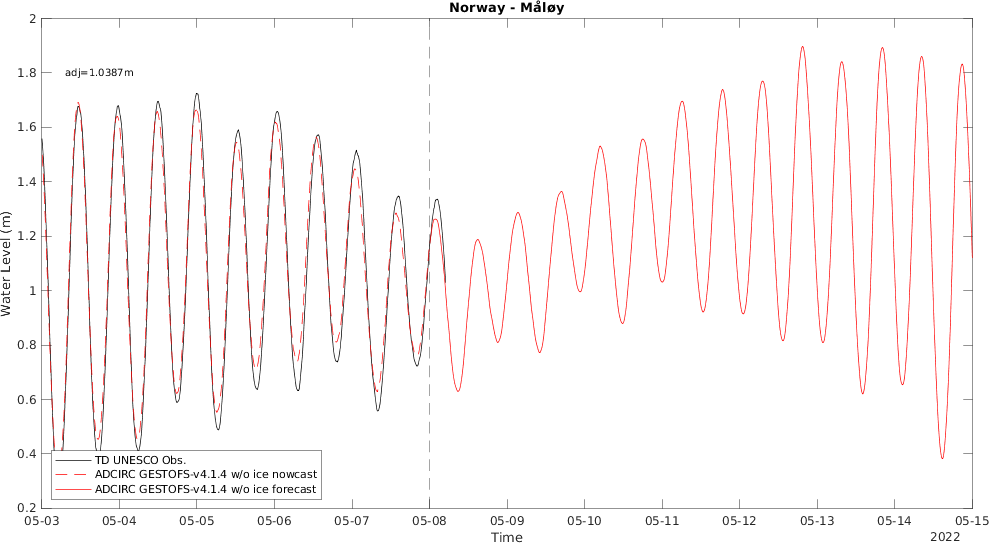 Norway - Måløy
2
1.8
1.6
1.4
1.2
1
0.8
0.6
0.4
0.2
Water Level (m)
adj=1.0387m
TD UNESCO Obs.
ADCIRC GESTOFS-v4.1.4 w/o ice nowcast
ADCIRC GESTOFS-v4.1.4 w/o ice forecast
05-03 05-04 05-05 05-06 05-07 05-08 05-09 05-10 05-11 05-12 05-13 05-14 05-15
Time
2022